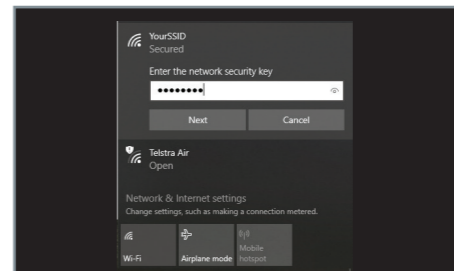 YourSSID
Secured
Enter the network security key
Next
Cancel
Telstra Air
Open
Network & Internet settings
Change settings, such as making a connection metered.
Wi-Fi
Airplane mode
Mobile
hotspot